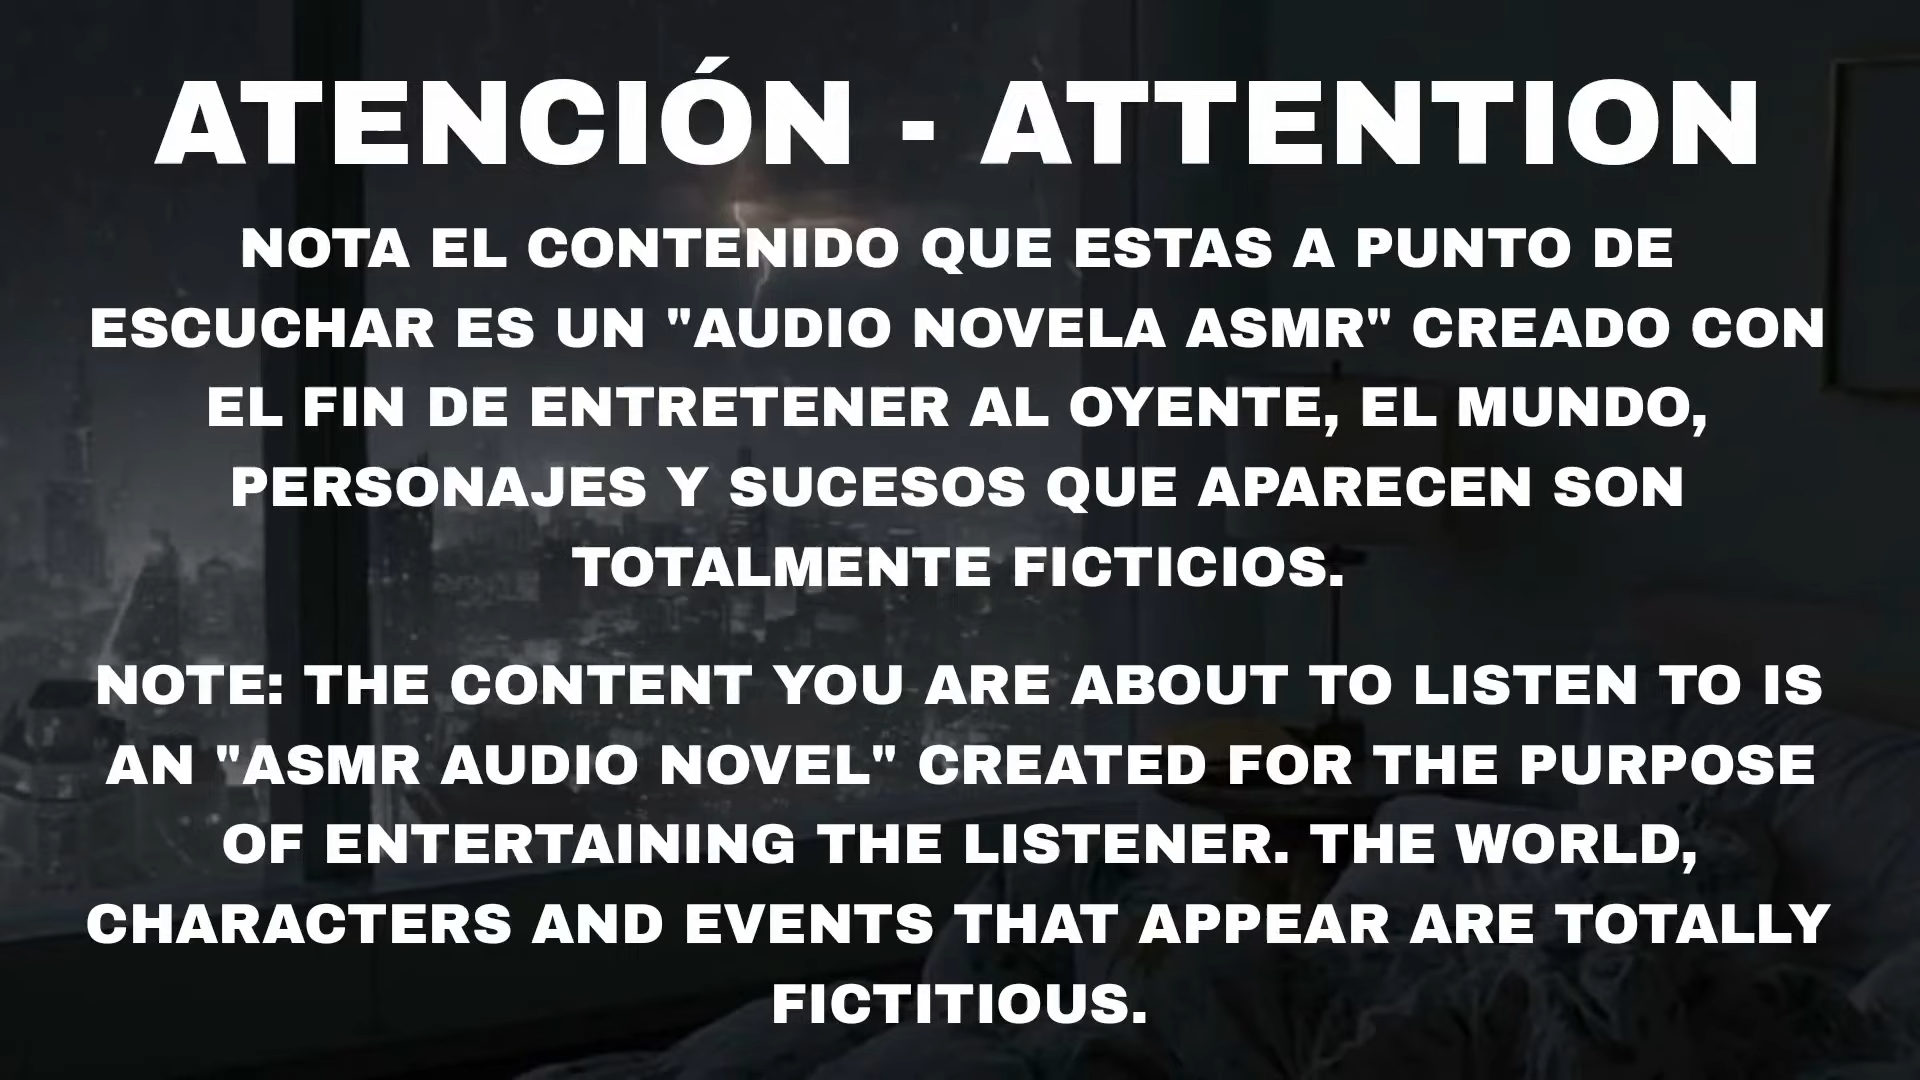 ATENCIÓN - ATTENTION
NOTA EL CONTENIDO QUE ESTAS A PUNTO DE
ESCUCHAR ES UN "AUDIO NOVELA ASMR" CREADO CON
EL FIN DE ENTRETENER AL OYENTE, EL MUNDO,
PERSONAJES Y SUCESOS QUE APARECEN SON
TOTALMENTE FICTICIOS.
NOTE: THE CONTENT YOU ARE ABOUT TO LISTEN TO IS
AN "ASMR AUDIO NOVEL" CREATED FOR THE PURPOSE
OF ENTERTAINING THE LISTENER. THE WORLD,
CHARACTERS AND EVENTS THAT APPEAR ARE TOTALLY
FICTITIOUS.